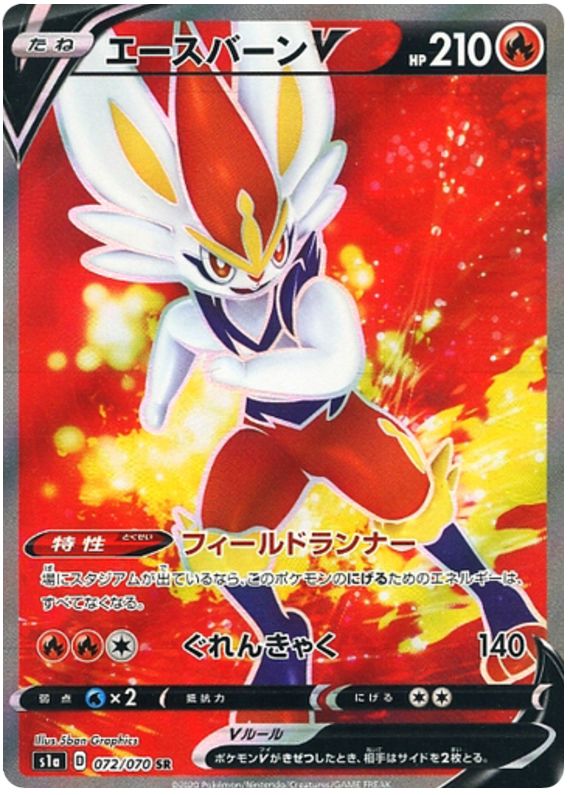 たね エースバーンV HP 210
特性 とくせい フィールドランナー
場にスタジアムが出ているなら、このポケモンのにげるためのエネルギーは、
すべてなくなる。
ぐれんきゃく 140
弱点 ×2 抵抗力 にげる
Illus. 5ban Graphics
Vルール
s1a D 072/070 SR
ポケモンVがきぜつしたとき、相手はサイドを2枚とる。
©2020 Pokémon/Nintendo/Creatures/GAME FREAK